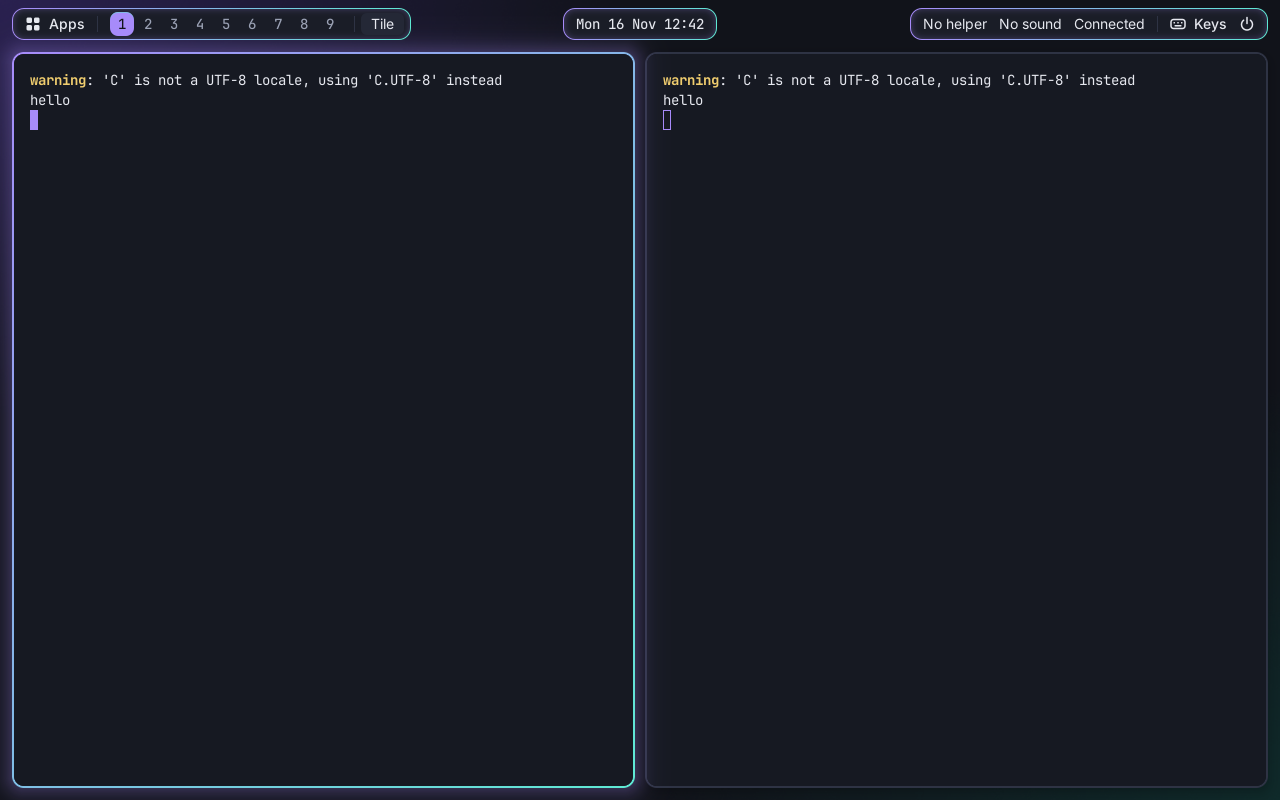 Apps 1 2 3 4 5 6 7 8 9 Tile Mon 16 Nov 12:42 No helper No sound Connected Keys
warning: 'C' is not a UTF-8 locale, using 'C.UTF-8' instead
hello
warning: 'C' is not a UTF-8 locale, using 'C.UTF-8' instead
hello